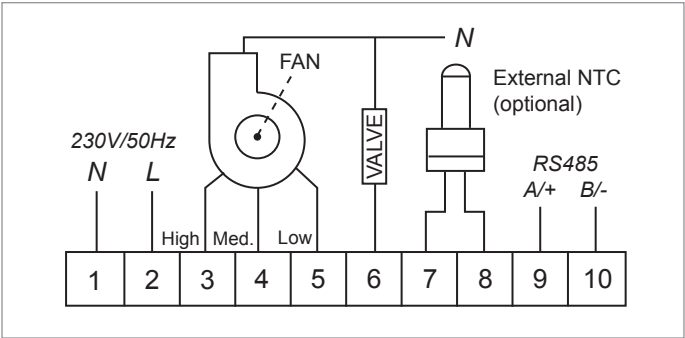 N
FAN
External NTC
(optional)
230V/50Hz
N L
VALVE
RS485
A/+ B/-
High Med. Low
1 2 3 4 5 6 7 8 9 10